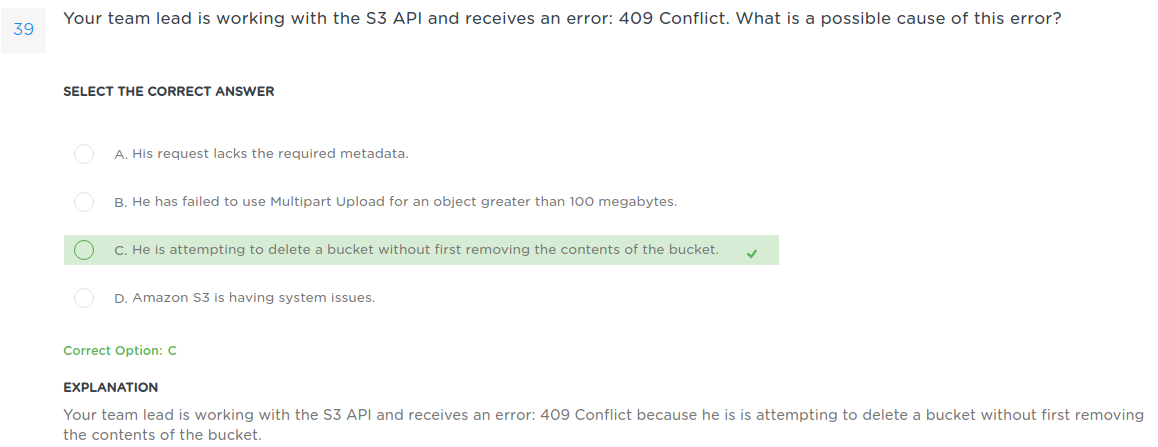 39
Your team lead is working with the S3 API and receives an error: 409 Conflict. What is a possible cause of this error?
SELECT THE CORRECT ANSWER
A. His request lacks the required metadata.
B. He has failed to use Multipart Upload for an object greater than 100 megabytes.
C. He is attempting to delete a bucket without first removing the contents of the bucket.
D. Amazon S3 is having system issues.
Correct Option: C
EXPLANATION
Your team lead is working with the S3 API and receives an error: 409 Conflict because he is is attempting to delete a bucket without first removing
the contents of the bucket.